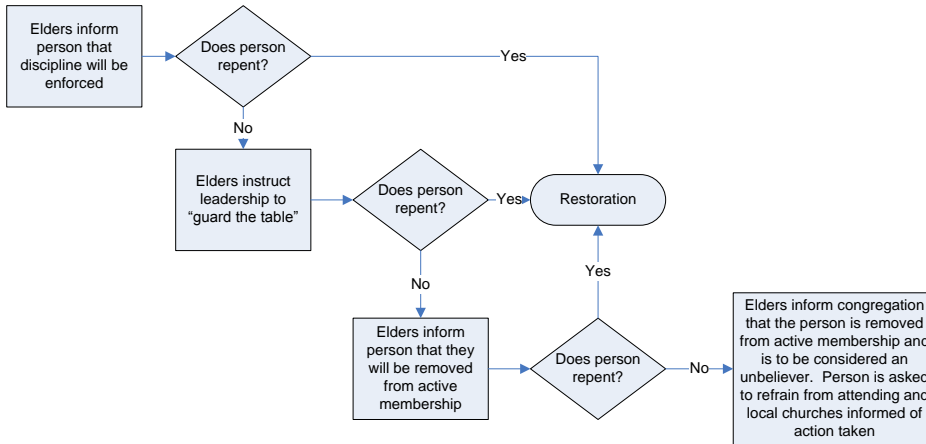 Elders inform
person that
discipline will be
enforced
Does person
repent?
Yes
No
Elders instruct
leadership to
“guard the table”
Does person
repent?
Yes
Restoration
No
Yes
Elders inform
person that they
will be removed
from active
membership
Does person
repent?
No
Elders inform congregation
that the person is removed
from active membership and
is to be considered an
unbeliever. Person is asked
to refrain from attending and
local churches informed of
action taken